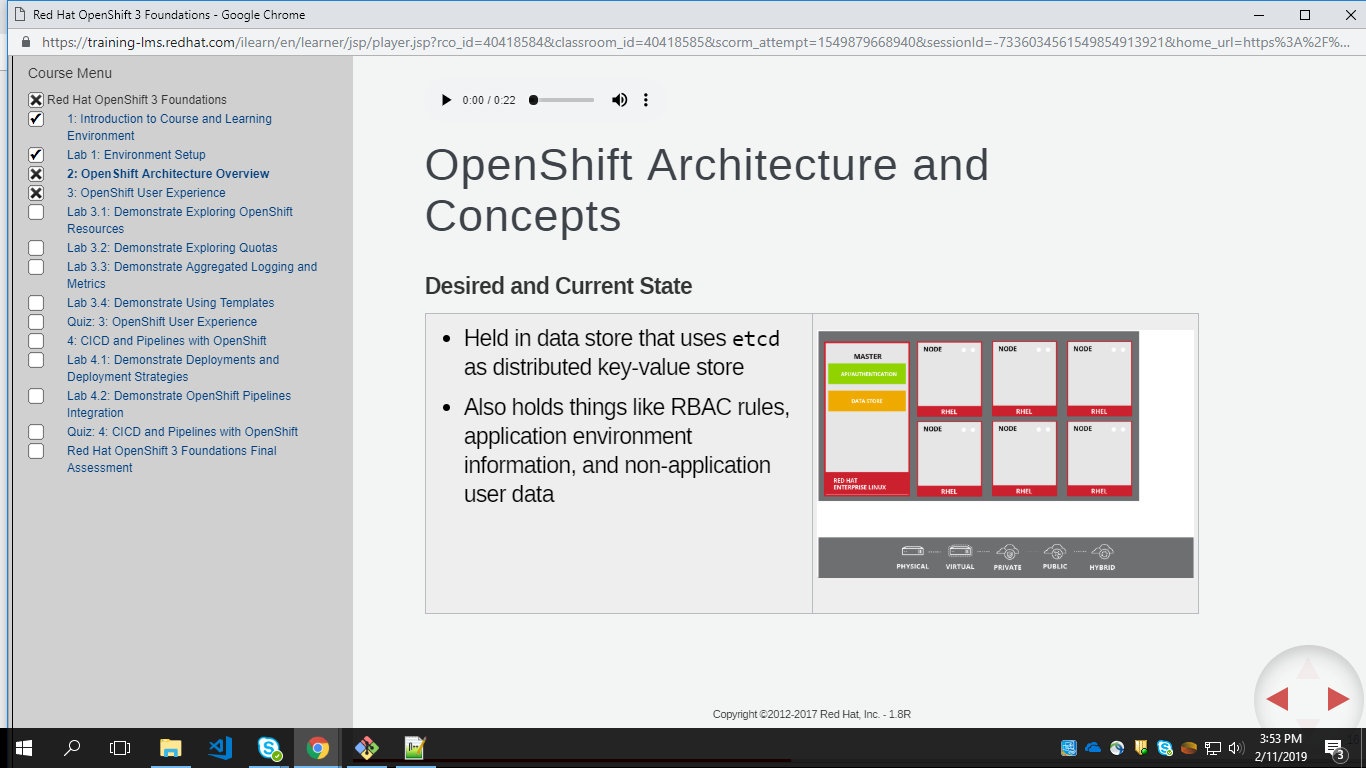 Red Hat OpenShift 3 Foundations - Google Chrome
https://training-lms.redhat.com/ilearn/en/learner/jsp/player.jsp?rco_id=40418584&classroom_id=40418585&scorm_attempt=1549879668940&sessionId=-7336034561549854913921&home_url=https%3A%2F%...
Course Menu
Red Hat OpenShift 3 Foundations
1: Introduction to Course and Learning
Environment
Lab 1: Environment Setup
2: OpenShift Architecture Overview
3: OpenShift User Experience
Lab 3.1: Demonstrate Exploring OpenShift
Resources
Lab 3.2: Demonstrate Exploring Quotas
Lab 3.3: Demonstrate Aggregated Logging and
Metrics
Lab 3.4: Demonstrate Using Templates
Quiz: 3: OpenShift User Experience
4: CICD and Pipelines with OpenShift
Lab 4.1: Demonstrate Deployments and
Deployment Strategies
Lab 4.2: Demonstrate OpenShift Pipelines
Integration
Quiz: 4: CICD and Pipelines with OpenShift
Red Hat OpenShift 3 Foundations Final
Assessment
0:00 / 0:22
OpenShift Architecture and
Concepts
Desired and Current State
• Held in data store that uses etcd
as distributed key-value store
• Also holds things like RBAC rules,
application environment
information, and non-application
user data
MASTER
API/AUTHENTICATION
DATA STORE
RED HAT
ENTERPRISE LINUX
NODE NODE NODE
RHEL RHEL RHEL
NODE NODE NODE
RHEL RHEL RHEL
PHYSICAL VIRTUAL PRIVATE PUBLIC HYBRID
Copyright ©2012-2017 Red Hat, Inc. - 1.8R
3:53 PM
2/11/2019
3